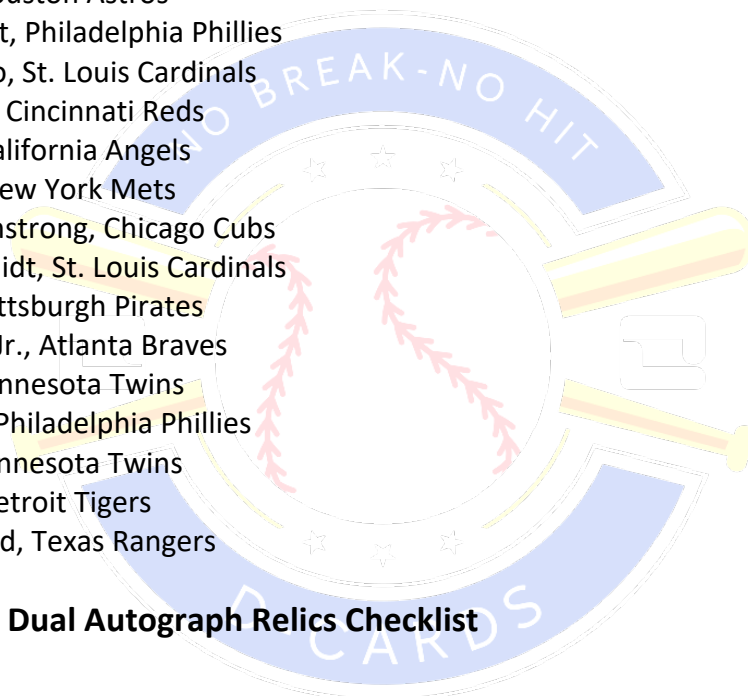 ouston Astros
t, Philadelphia Phillies
o, St. Louis Cardinals
Cincinnati Reds
alifornia Angels
ew York Mets
nstrong, Chicago Cubs
idt, St. Louis Cardinals
ttsburgh Pirates
Jr., Atlanta Braves
nnesota Twins
Philadelphia Phillies
nnesota Twins
etroit Tigers
d, Texas Rangers
Dual Autograph Relics Checklist
NO BREAK-NO HIT
D-CARDS